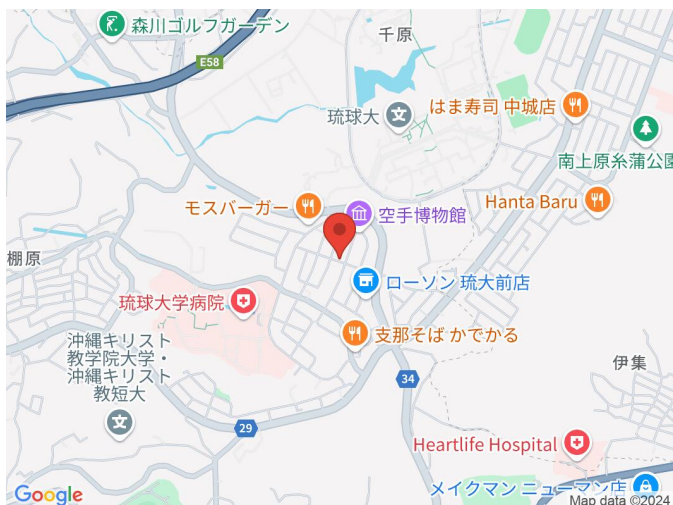 森川ゴルフガーデン
千原
E58
はま寿司 中城店
琉球大
南上原糸蒲公園
モスバーガー
Hanta Baru
空手博物館
棚原
ローソン 琉大前店
琉球大学病院
支那そば かでかる
沖縄キリスト
教学院大学・
沖縄キリスト
教短大
伊集
34
29
Heartlife Hospital
メイクマン ニューマン店
Google
Map data ©2024